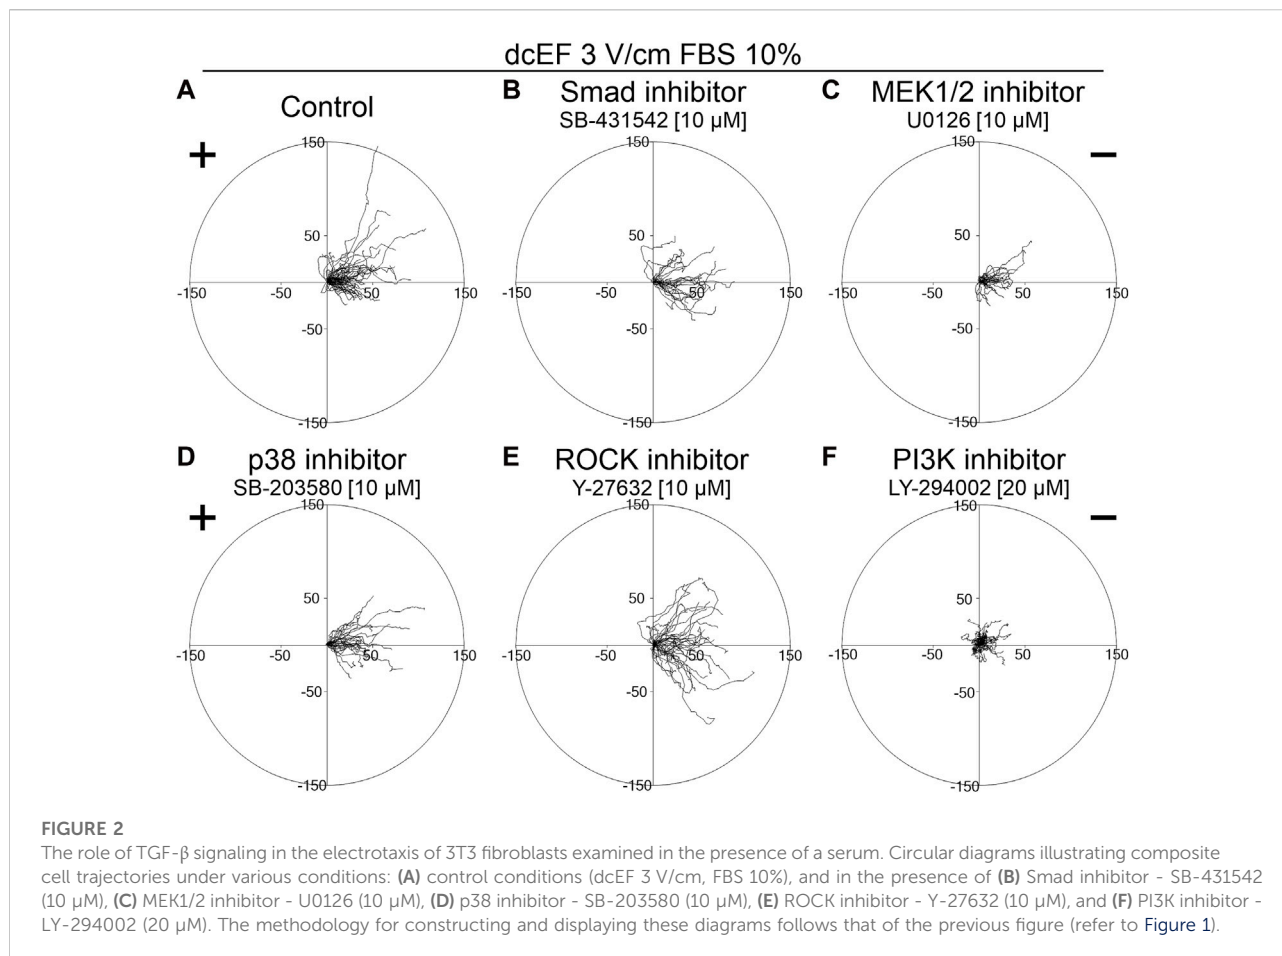 dcEF 3 V/cm FBS 10%
A
Control
B
Smad inhibitor
SB-431542 [10 μM]
C
MEK1/2 inhibitor
U0126 [10 μM]
+
−
150
50
-150
-50
50
150
-50
-150
150
50
-150
-50
50
150
-50
-150
150
50
-150
-50
50
150
-50
-150
D
p38 inhibitor
SB-203580 [10 μM]
E
ROCK inhibitor
Y-27632 [10 μM]
F
PI3K inhibitor
LY-294002 [20 μM]
+
−
150
50
-150
-50
50
150
-50
-150
150
50
-150
-50
50
150
-50
-150
150
50
-150
-50
50
150
-50
-150
FIGURE 2
The role of TGF-β signaling in the electrotaxis of 3T3 fibroblasts examined in the presence of a serum. Circular diagrams illustrating composite
cell trajectories under various conditions: (A) control conditions (dcEF 3 V/cm, FBS 10%), and in the presence of (B) Smad inhibitor - SB-431542
(10 μM), (C) MEK1/2 inhibitor - U0126 (10 μM), (D) p38 inhibitor - SB-203580 (10 μM), (E) ROCK inhibitor - Y-27632 (10 μM), and (F) PI3K inhibitor -
LY-294002 (20 μM). The methodology for constructing and displaying these diagrams follows that of the previous figure (refer to Figure 1).